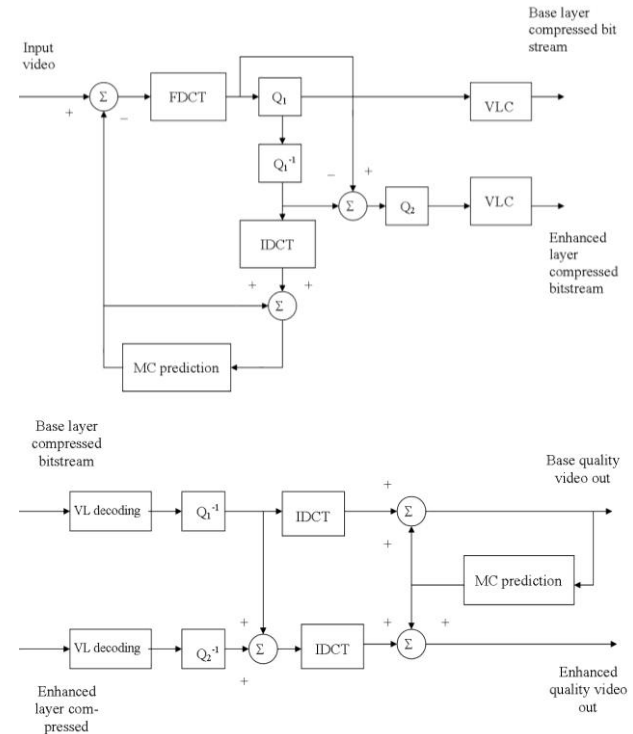 Base layer
compressed bit
stream
Input
video
Σ
+
−
FDCT
Q₁
VLC
Q₁⁻¹
−
+
Σ
Q₂
VLC
IDCT
Enhanced
layer
compressed
bitstream
+
+
Σ
MC prediction
Base layer
compressed
bitstream
Base quality
video out
VL decoding
Q₁⁻¹
IDCT
+
Σ
+
MC prediction
VL decoding
Q₂⁻¹
+
Σ
+
IDCT
+
Σ
+
Enhanced
layer com-
pressed
Enhanced
quality video
out